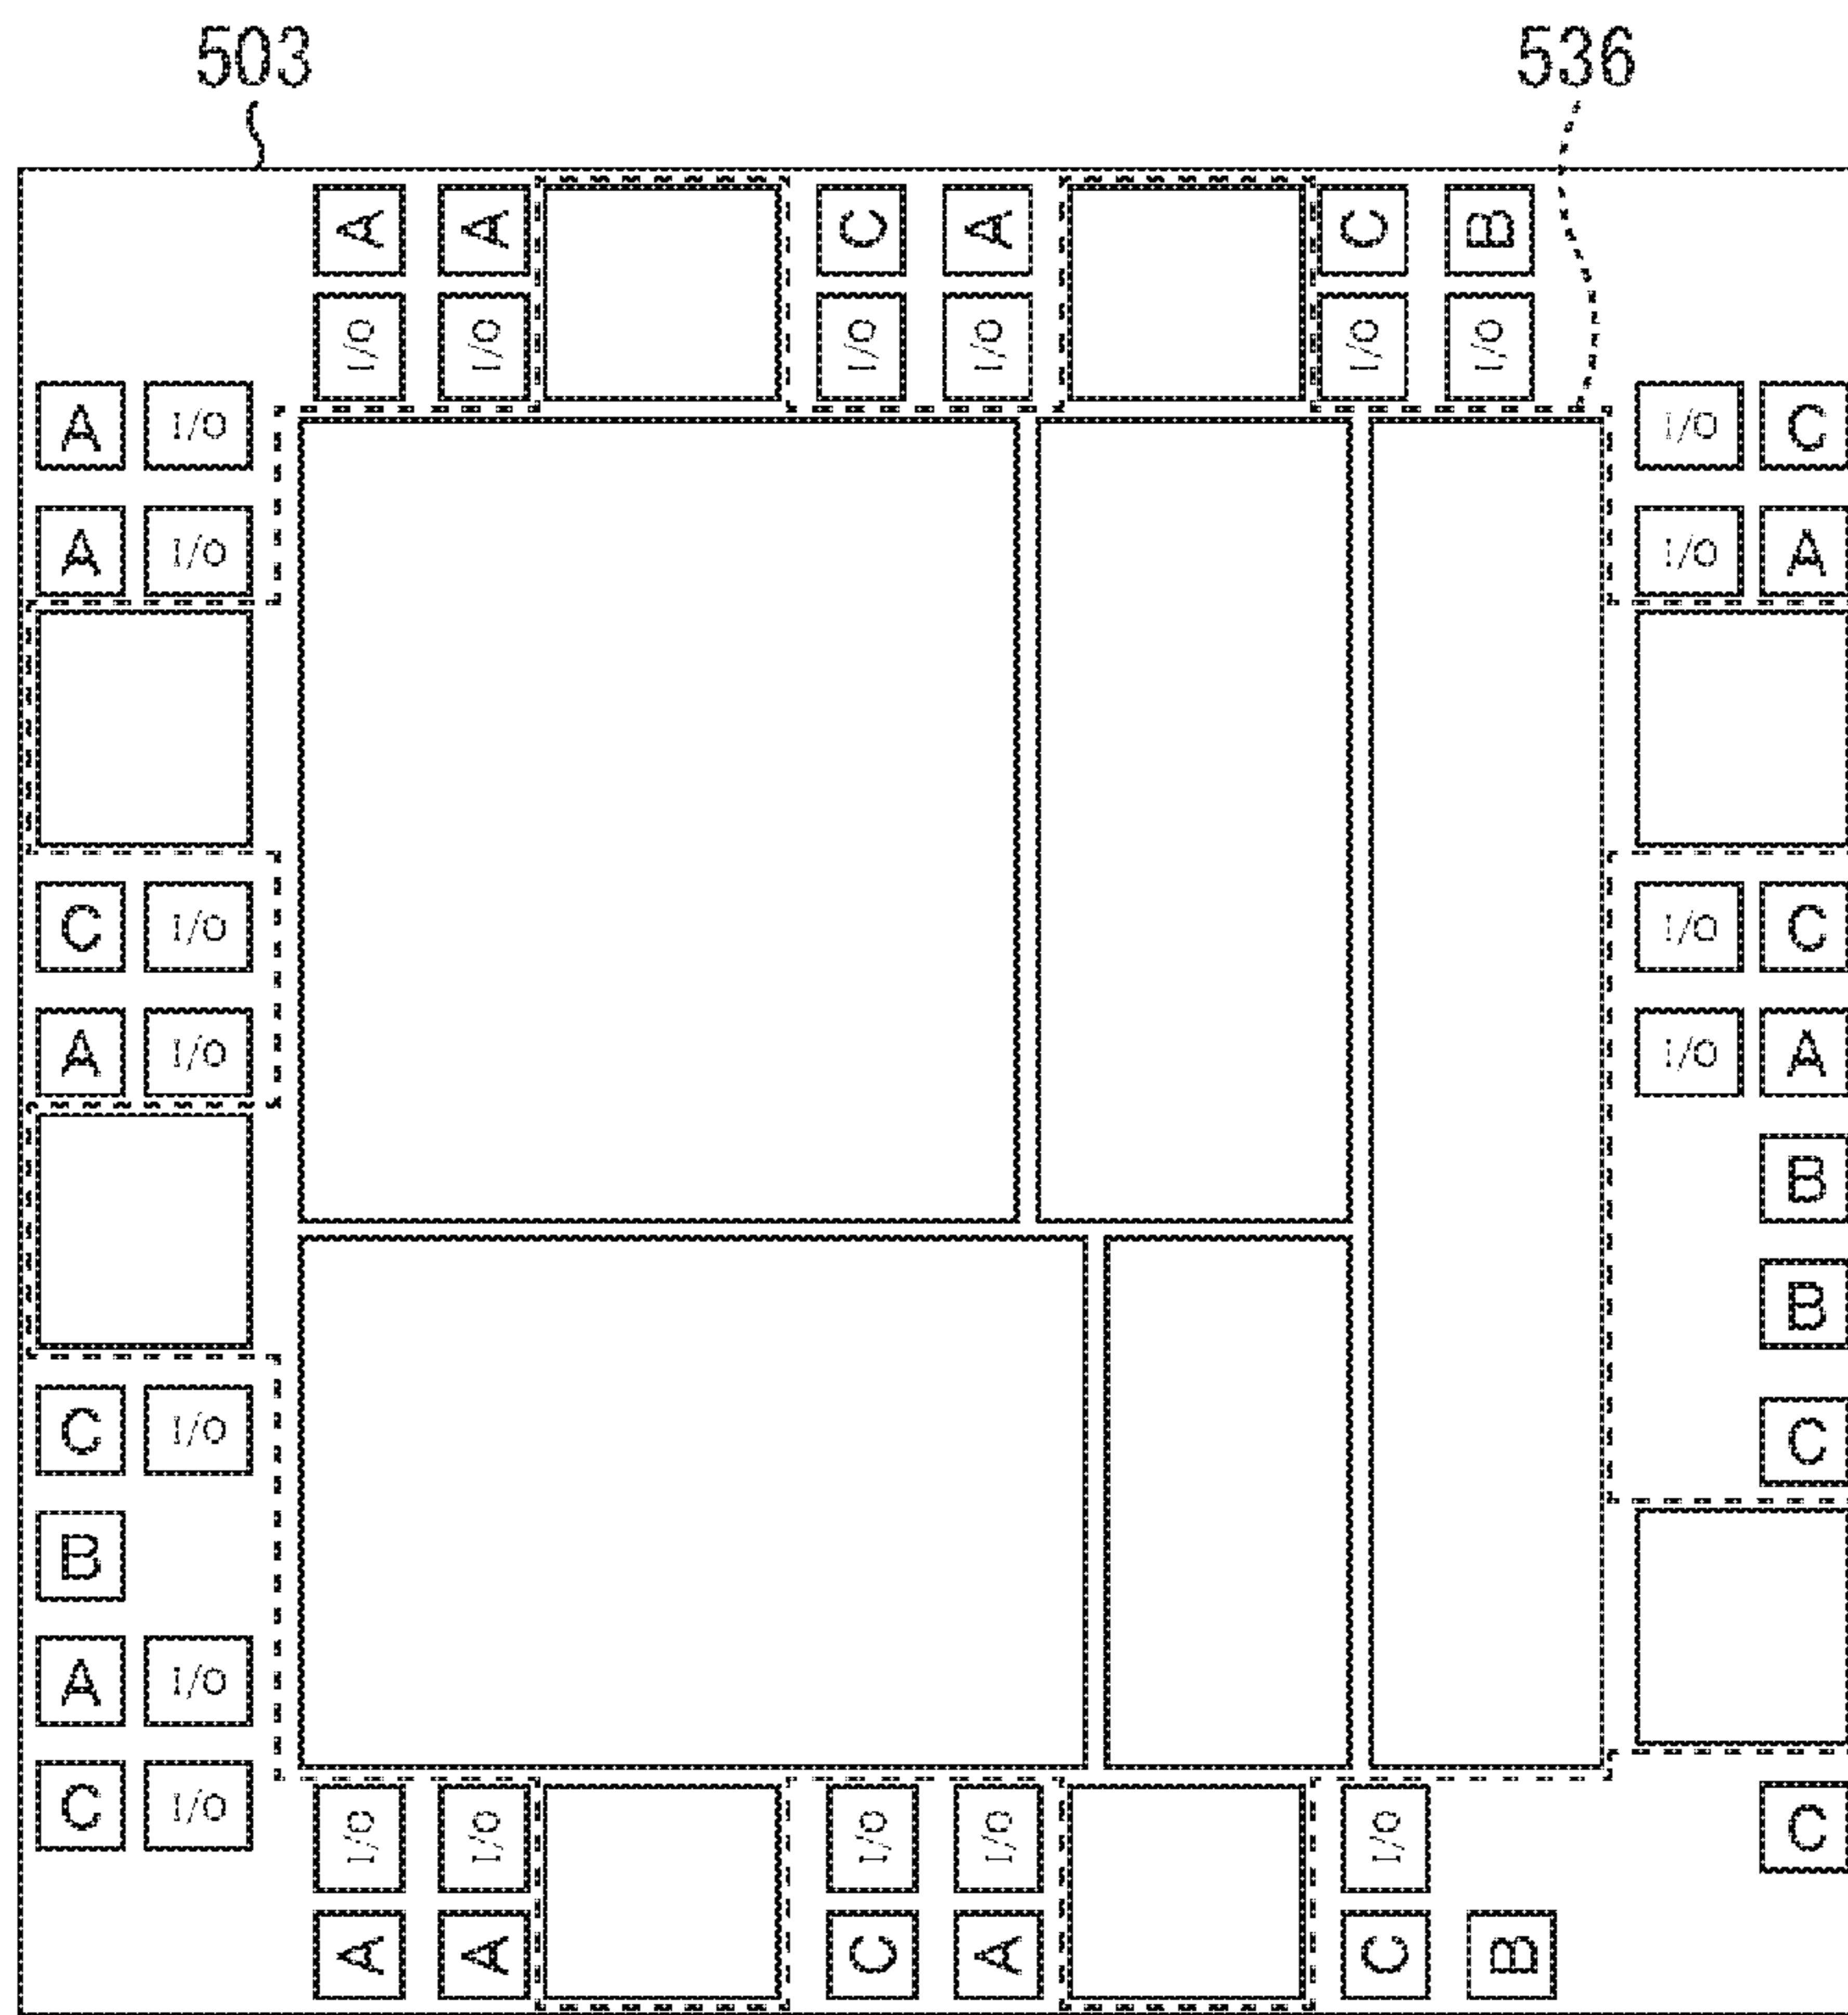 503 536
A A C A C B
I/O I/O I/O I/O I/O I/O
A I/O I/O C
A I/O I/O A
C I/O I/O C
A I/O I/O A
B
B
C I/O C
B
A I/O
C I/O C
I/O I/O I/O I/O I/O
A A C A C B